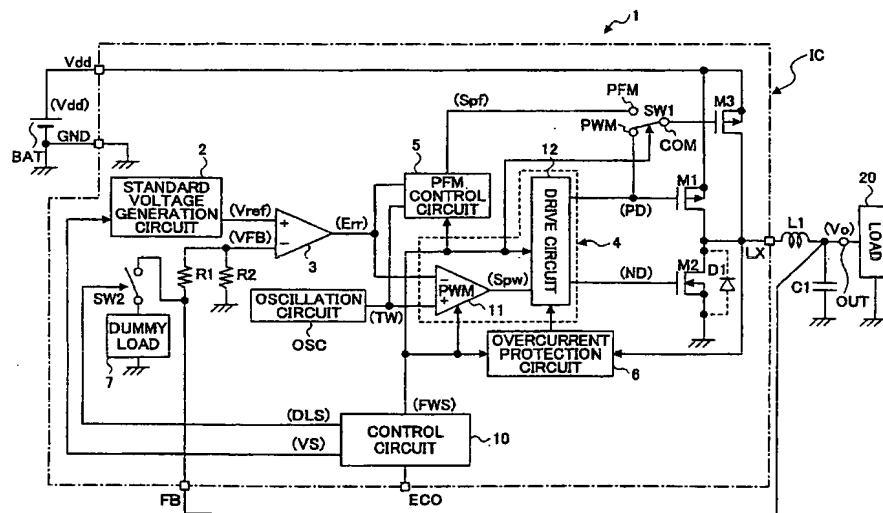 1
IC
Vdd
(Vdd)
GND
BAT
(Spf)
PFM
SW1
PWM
COM
M3
2
STANDARD
VOLTAGE
GENERATION
CIRCUIT
(Vref)
(VFB)
3
(Err)
5
PFM
CONTROL
CIRCUIT
12
DRIVE CIRCUIT
(PD)
4
M1
20
LOAD
L1
(Vo)
LX
OUT
C1
(ND)
M2
D1
R1
R2
SW2
OSCILLATION
CIRCUIT
OSC
(TW)
PWM
(Spw)
11
DUMMY
LOAD
7
OVERCURRENT
PROTECTION
CIRCUIT
6
(DLS)
(VS)
(FWS)
CONTROL
CIRCUIT
10
FB
ECO
+
−
−
+